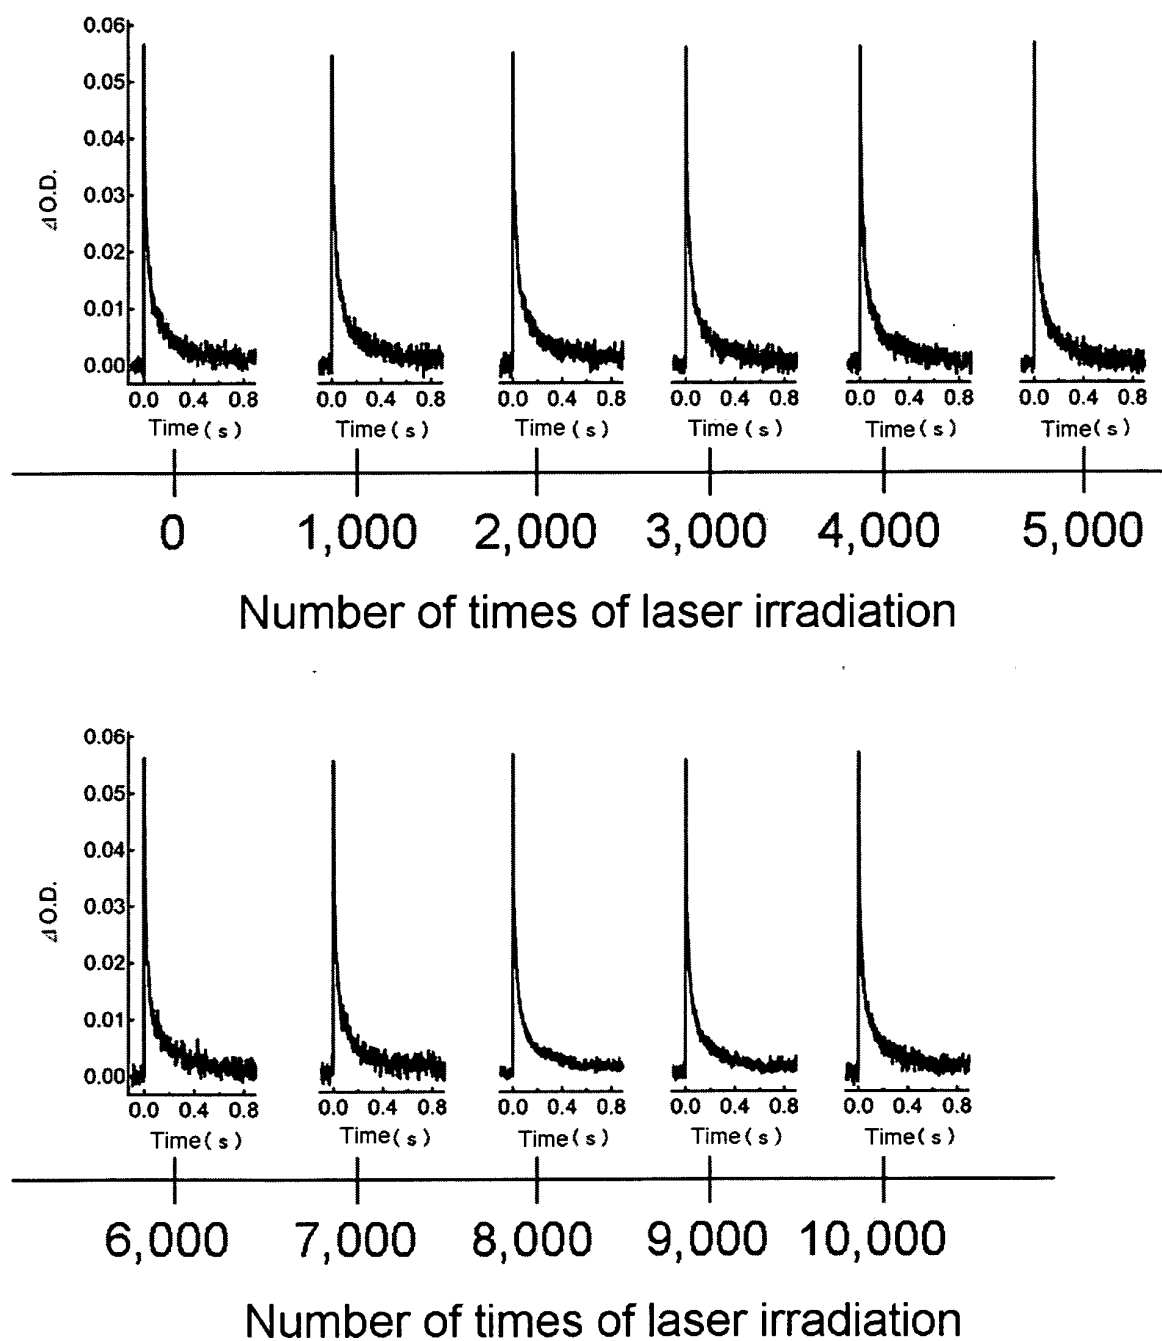 0.06
0.05
0.04
0.03
0.02
0.01
0.00
⊿O.D.
0.0 0.4 0.8 0.0 0.4 0.8 0.0 0.4 0.8 0.0 0.4 0.8 0.0 0.4 0.8 0.0 0.4 0.8
Time(s) Time(s) Time(s) Time(s) Time(s) Time(s)
0 1,000 2,000 3,000 4,000 5,000
Number of times of laser irradiation
0.06
0.05
0.04
0.03
0.02
0.01
0.00
⊿O.D.
0.0 0.4 0.8 0.0 0.4 0.8 0.0 0.4 0.8 0.0 0.4 0.8 0.0 0.4 0.8
Time(s) Time(s) Time(s) Time(s) Time(s)
6,000 7,000 8,000 9,000 10,000
Number of times of laser irradiation